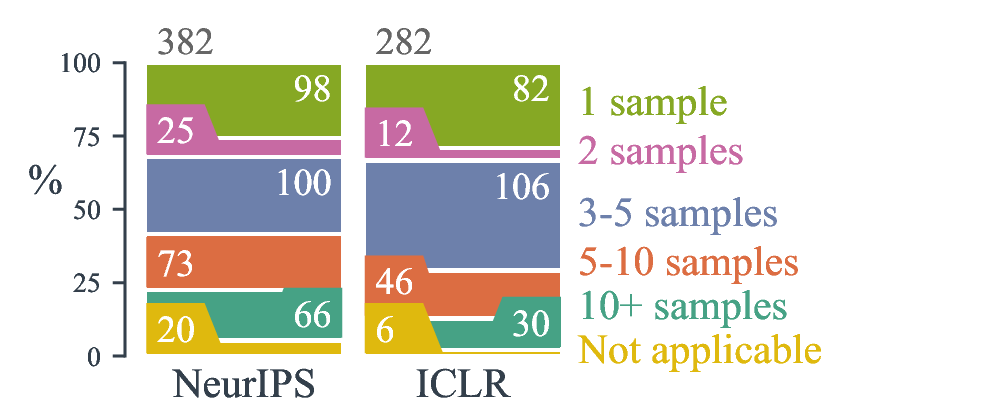 382 282
100
98 82
1 sample
75
25 12
2 samples
%
100 106
50
3-5 samples
73 46
5-10 samples
25
66 30
10+ samples
20 6
Not applicable
0
NeurIPS ICLR